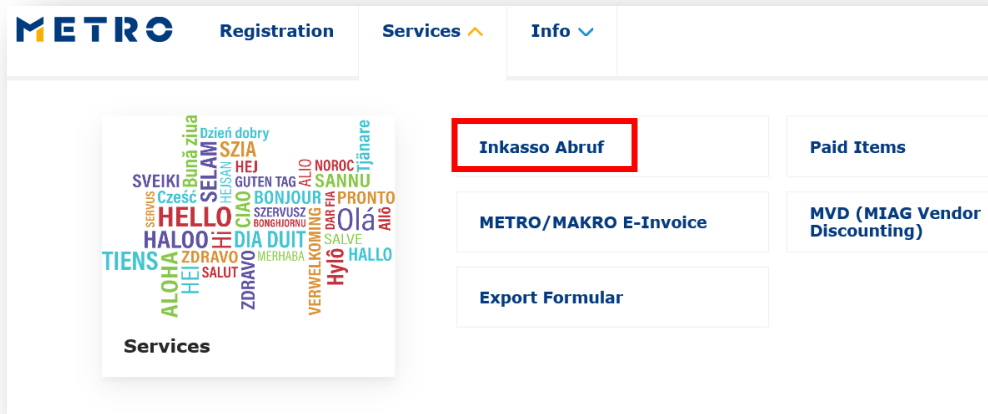 METRO Registration Services Info
Inkasso Abruf Paid Items
METRO/MAKRO E-Invoice MVD (MIAG Vendor
Discounting)
Export Formular
Bună ziua
Dzień dobry
SELAM
SZIA
Tjänare
HEJSAN
HEJ
ALIO
NOROC
SVEIKI
GUTEN TAG
SANNU
SERVUS
Cześć
CIAO
BONJOUR
DAR FIA
PRONTO
HELLO
SZERVUSZ
BONGHJORNU
Olá
Allô
HALOO
HI
DIA DUIT
VERWELKOMING
SALVE
TIENS
ALOHA
ZDRAVO
ZDRAVO
MERHABA
Hylô
HALLO
HEI
SALUT
Services